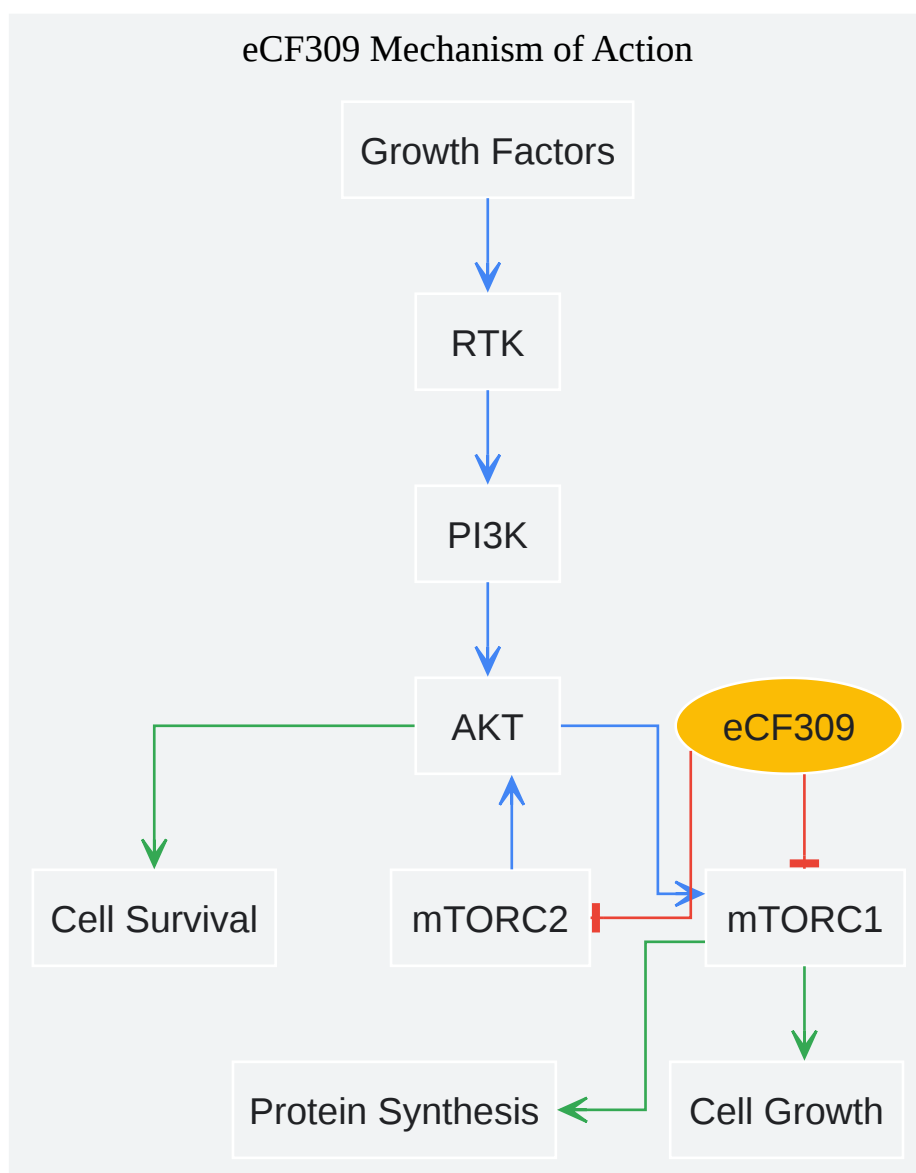 eCF309 Mechanism of Action
Growth Factors
RTK
PI3K
AKT
eCF309
Cell Survival
mTORC2
mTORC1
Protein Synthesis
Cell Growth